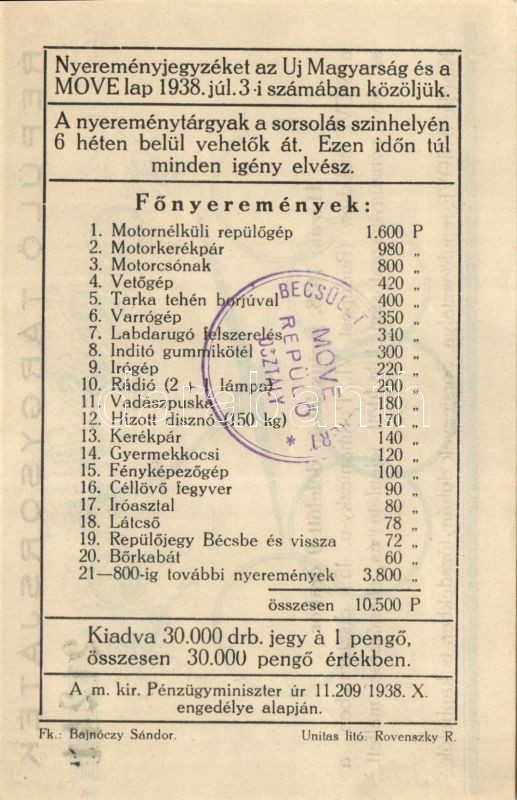 Nyereményjegyzéket az Uj Magyarság és a
MOVE lap 1938. júl. 3-i számában közöljük.
A nyereménytárgyak a sorsolás szinhelyén
6 héten belül vehetők át. Ezen időn túl
minden igény elvész.
Főnyeremények:
1. Motornélküli repülőgép 1.600 P
2. Motorkerékpár 980 „
3. Motorcsónak 800 „
4. Vetőgép 420 „
5. Tarka tehén borjúval 400 „
6. Varrógép 350 „
7. Labdarugó felszerelés 340 „
8. Inditó gummikötél 300 „
9. Irógép 220 „
10. Rádió (2 + 1 lámpa) 200 „
11. Vadászpuska 180 „
12. Hizott disznó (150 kg) 170 „
13. Kerékpár 140 „
14. Gyermekkocsi 120 „
15. Fényképezőgép 100 „
16. Céllövő fegyver 90 „
17. Iróasztal 80 „
18. Látcső 78 „
19. Repülőjegy Bécsbe és vissza 72 „
20. Bőrkabát 60 „
21—800-ig további nyeremények 3.800 „
összesen 10.500 P
Kiadva 30.000 drb. jegy à 1 pengő,
összesen 30.000 pengő értékben.
A m. kir. Pénzügyminiszter úr 11.209 1938. X.
engedélye alapján.
Fk.: Bajnóczy Sándor. Unitas litó. Rovenszky R.
BECSÜLET
MOVE
REPÜLŐ
OSZTÁLY
darabanth